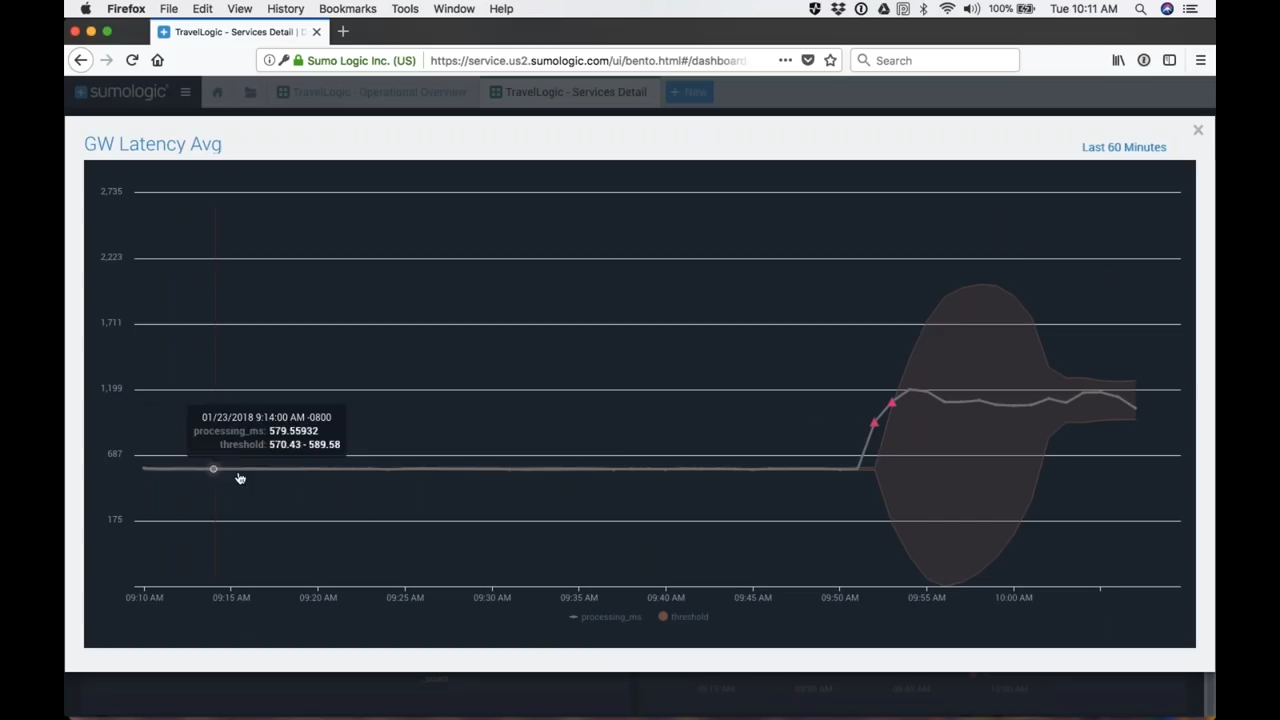 Firefox File Edit View History Bookmarks Tools Window Help 100% Tue 10:11 AM
TravelLogic - Services Detail | D
Sumo Logic Inc. (US) https://service.us2.sumologic.com/ui/bento.html#/dashboard Search
sumologic TravelLogic - Operational Overview TravelLogic - Services Detail + New
GW Latency Avg
Last 60 Minutes
2,735
2,223
1,711
1,199
687
175
01/23/2018 9:14:00 AM -0800
processing_ms: 579.55932
threshold: 570.43 - 589.58
09:10 AM 09:15 AM 09:20 AM 09:25 AM 09:30 AM 09:35 AM 09:40 AM 09:45 AM 09:50 AM 09:55 AM 10:00 AM
processing_ms threshold